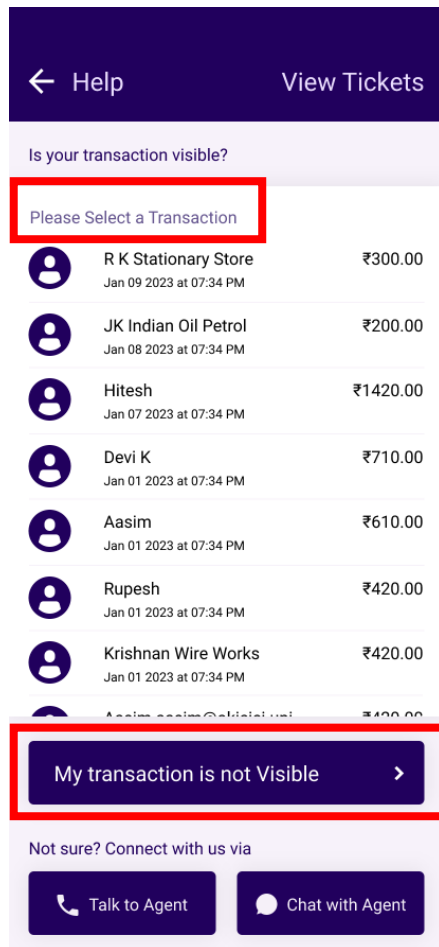 Help View Tickets
Is your transaction visible?
Please Select a Transaction
R K Stationary Store ₹300.00
Jan 09 2023 at 07:34 PM
JK Indian Oil Petrol ₹200.00
Jan 08 2023 at 07:34 PM
Hitesh ₹1420.00
Jan 07 2023 at 07:34 PM
Devi K ₹710.00
Jan 01 2023 at 07:34 PM
Aasim ₹610.00
Jan 01 2023 at 07:34 PM
Rupesh ₹420.00
Jan 01 2023 at 07:34 PM
Krishnan Wire Works ₹420.00
Jan 01 2023 at 07:34 PM
My transaction is not Visible
Not sure? Connect with us via
Talk to Agent Chat with Agent